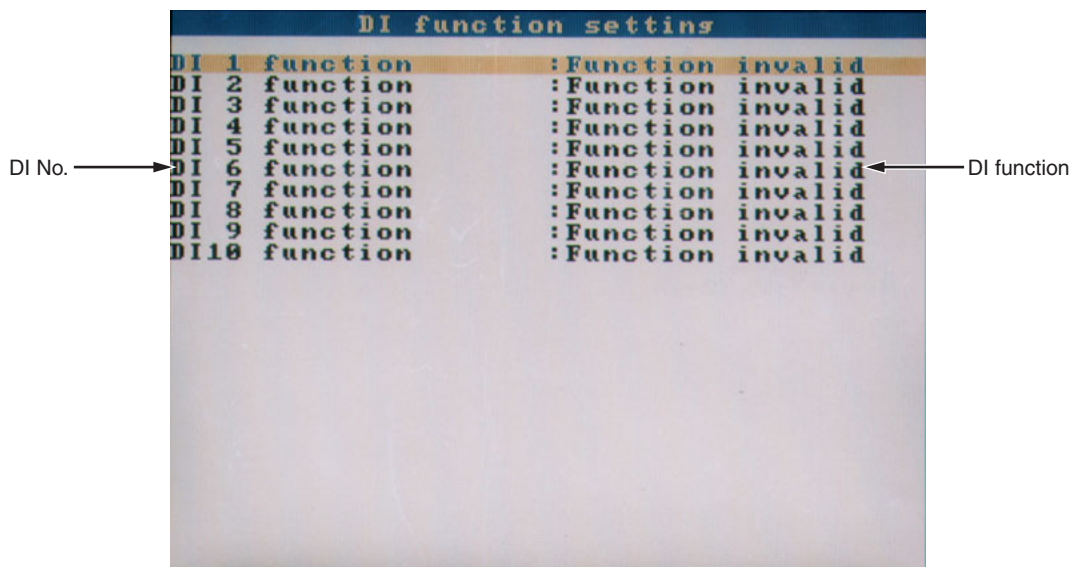 DI function setting
DI 1 function :Function invalid
DI 2 function :Function invalid
DI 3 function :Function invalid
DI 4 function :Function invalid
DI 5 function :Function invalid
DI No. DI 6 function :Function invalid DI function
DI 7 function :Function invalid
DI 8 function :Function invalid
DI 9 function :Function invalid
DI10 function :Function invalid